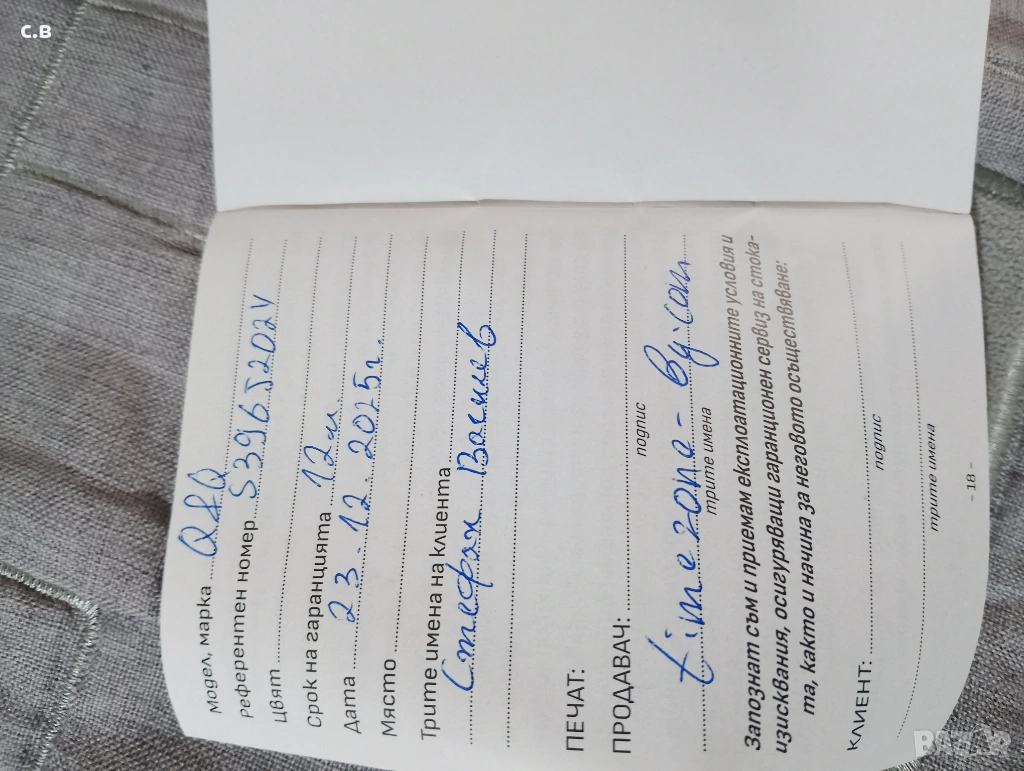 C.B
Модел, марка Q&Q
Референтен номер S396J202Y
Цвят
Срок на гаранцията 12м.
Дата 23.12.2025г.
Място
Трите имена на клиента
Стефан Василев
ПЕЧАТ:
ПРОДАВАЧ:
подпис
timezone-bg.com
трите имена
Запознат съм и приемам експлоатационните условия и
изисквания, осигуряващи гаранционен сервиз на стока-
та, както и начина за неговото осъществяване:
КЛИЕНТ:
подпис
трите имена
- 18 -
BAZAR